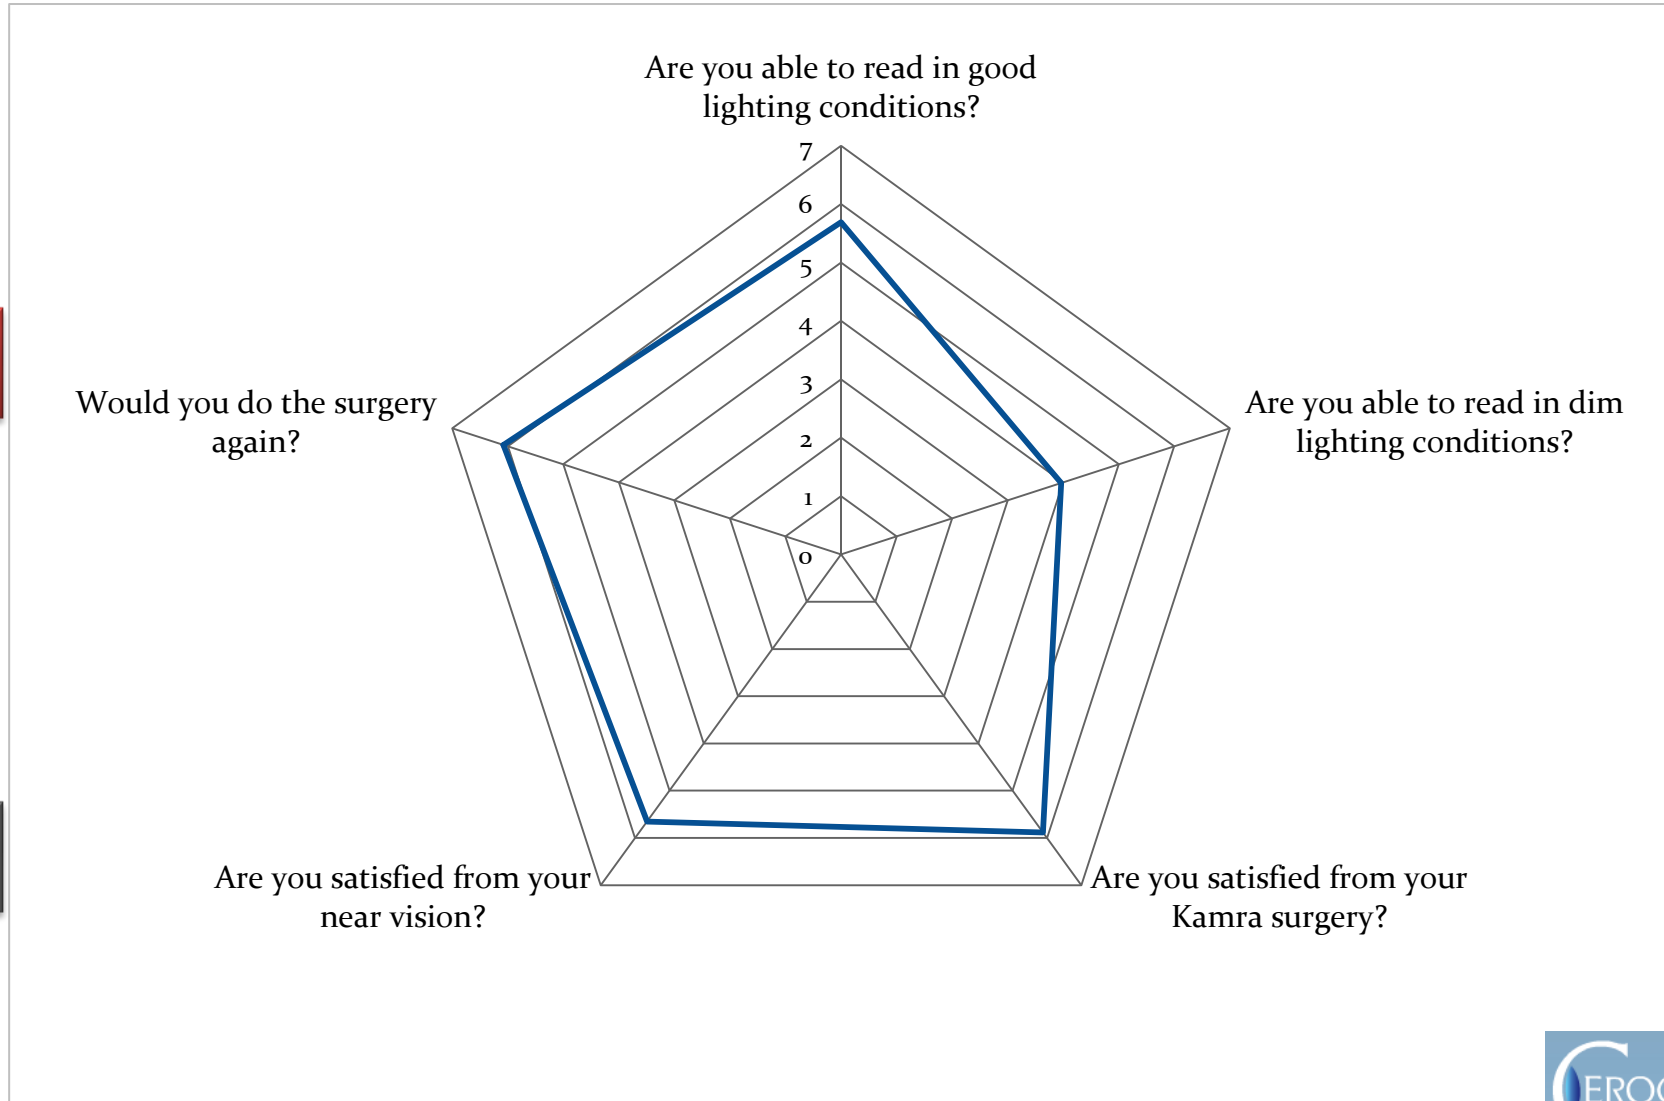 Are you able to read in good
lighting conditions?
7
6
5
4
3
2
1
0
Are you able to read in dim
lighting conditions?
Would you do the surgery
again?
Are you satisfied from your
near vision?
Are you satisfied from your
Kamra surgery?